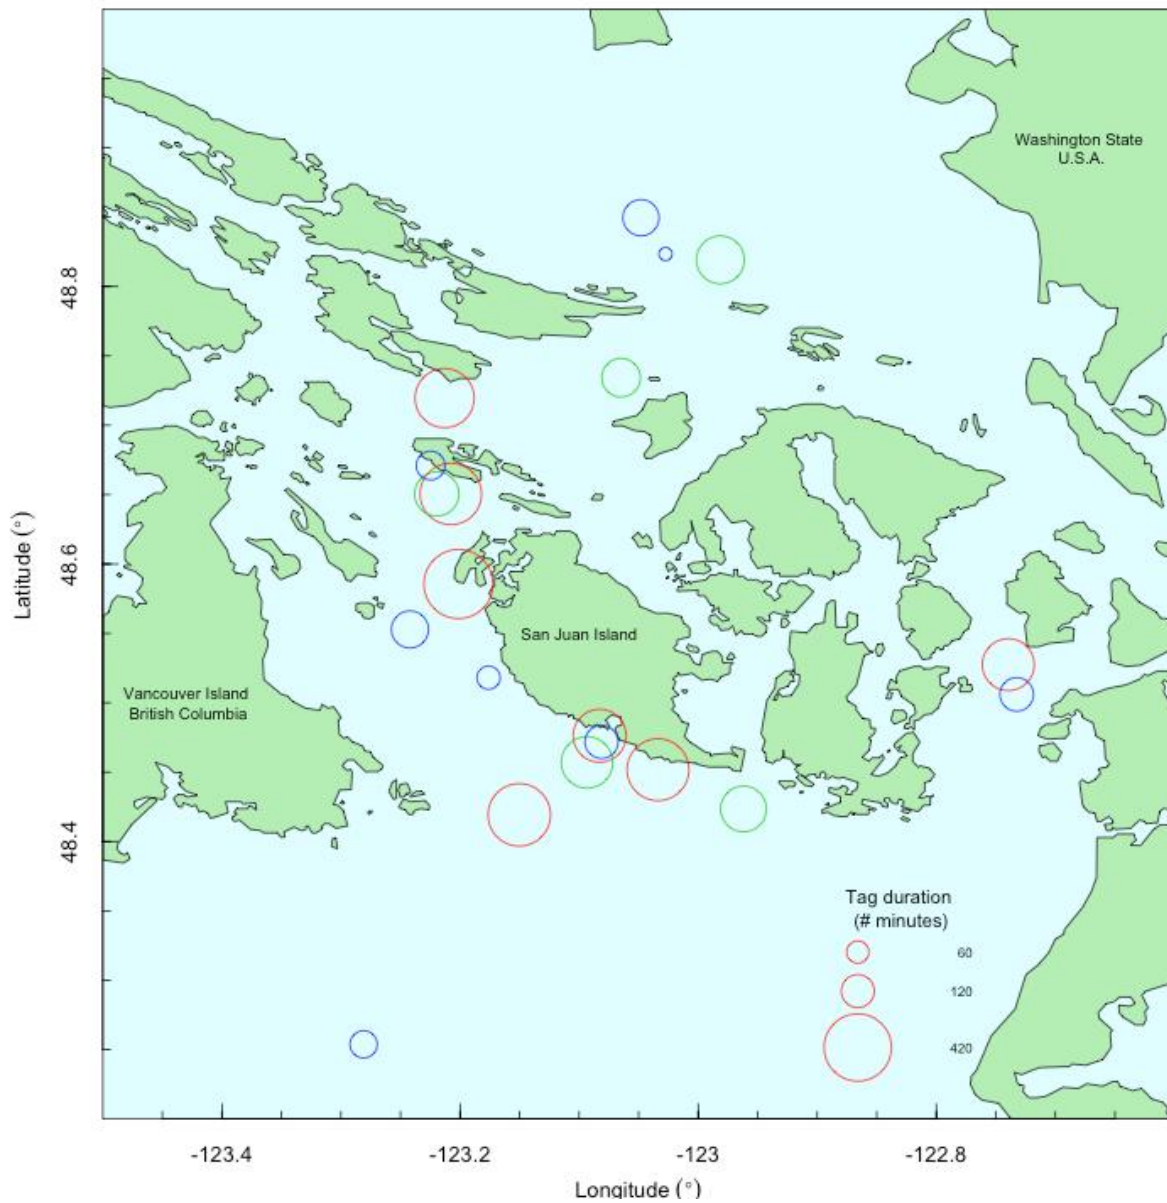 Washington State
U.S.A.
48.8
48.6
Latitude (°)
San Juan Island
Vancouver Island
British Columbia
48.4
Tag duration
(# minutes)
60
120
420
-123.4
-123.2
-123
-122.8
Longitude (°)